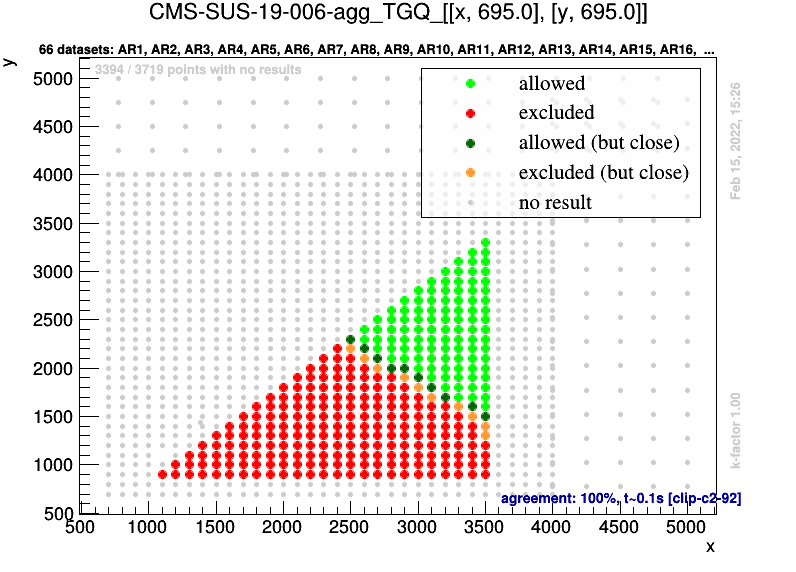 CMS-SUS-19-006-agg_TGQ_[[x, 695.0], [y, 695.0]]
66 datasets: AR1, AR2, AR3, AR4, AR5, AR6, AR7, AR8, AR9, AR10, AR11, AR12, AR13, AR14, AR15, AR16, ...
y
3394 / 3719 points with no results
allowed
excluded
allowed (but close)
excluded (but close)
no result
Feb 15, 2022, 15:26
k-factor 1.00
5000
4500
4000
3500
3000
2500
2000
1500
1000
500
agreement: 100%, t~0.1s [clip-c2-92]
500 1000 1500 2000 2500 3000 3500 4000 4500 5000
x